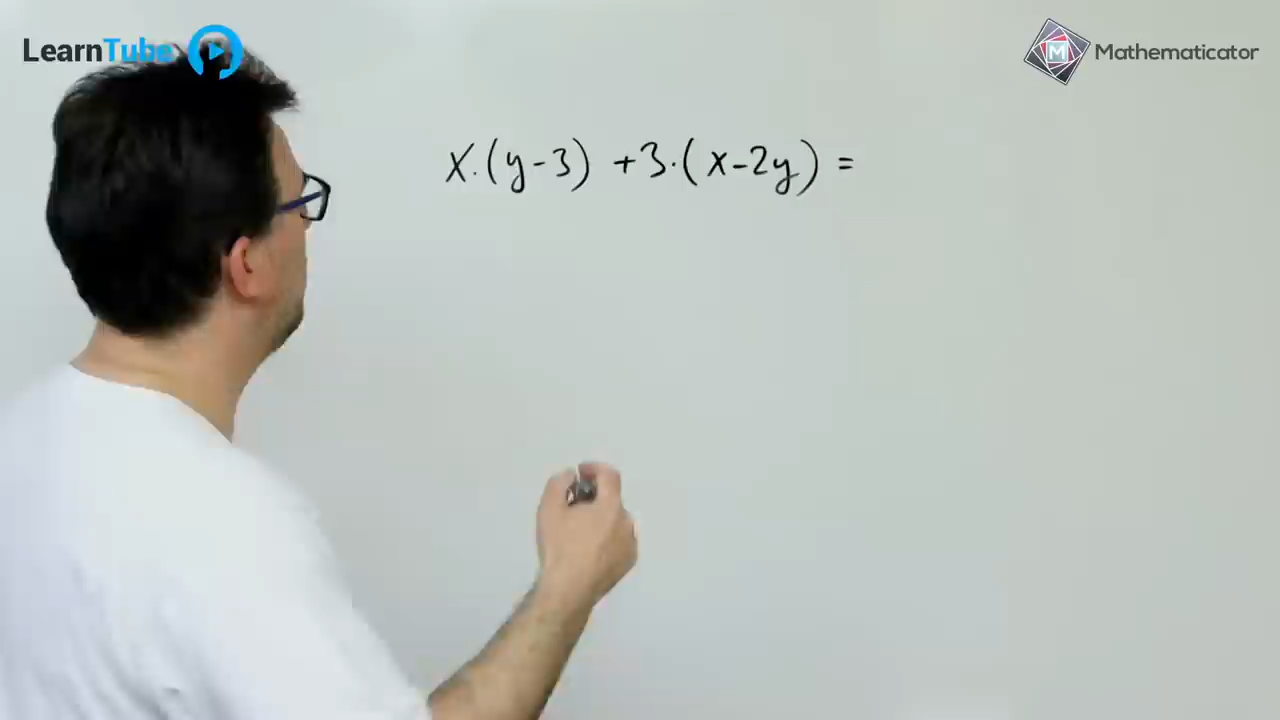 LearnTube
Mathematicator
x·(y-3) +3·(x-2y) =